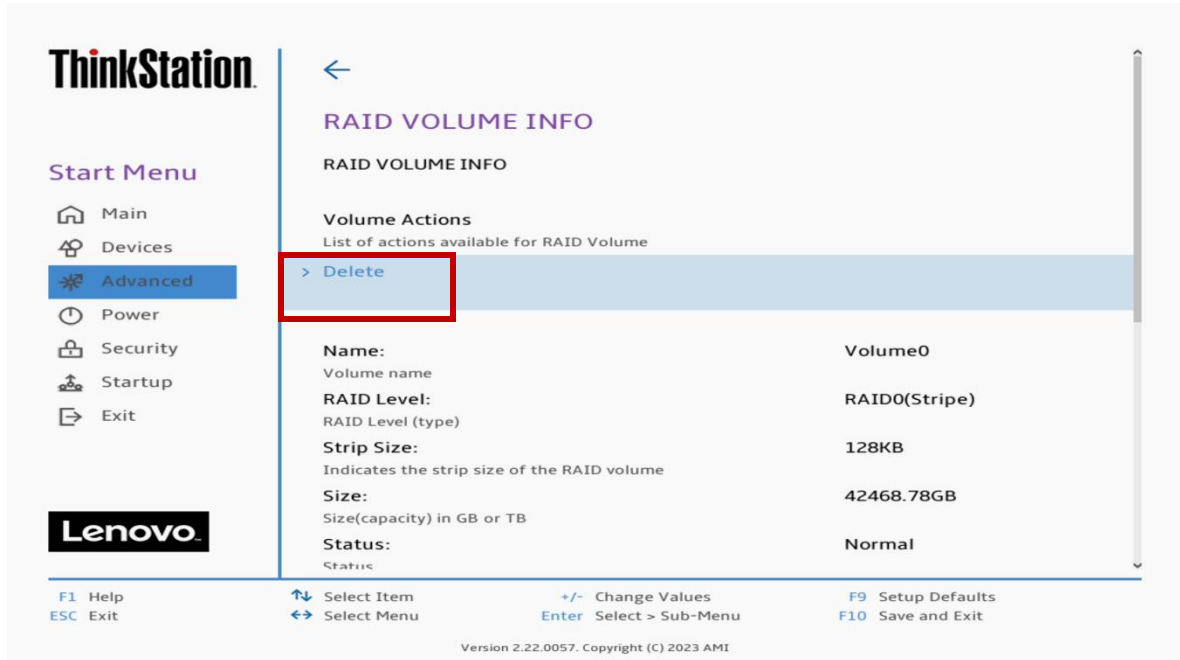 ThinkStation
RAID VOLUME INFO
RAID VOLUME INFO
Start Menu
Main
Devices
Advanced
Power
Security
Startup
Exit
Lenovo
Volume Actions
List of actions available for RAID Volume
> Delete
Name: Volume0
Volume name
RAID Level: RAID0(Stripe)
RAID Level (type)
Strip Size: 128KB
Indicates the strip size of the RAID volume
Size: 42468.78GB
Size(capacity) in GB or TB
Status: Normal
Status
F1 Help ↑↓ Select Item +/- Change Values F9 Setup Defaults
ESC Exit ←→ Select Menu Enter Select > Sub-Menu F10 Save and Exit
Version 2.22.0057. Copyright (C) 2023 AMI